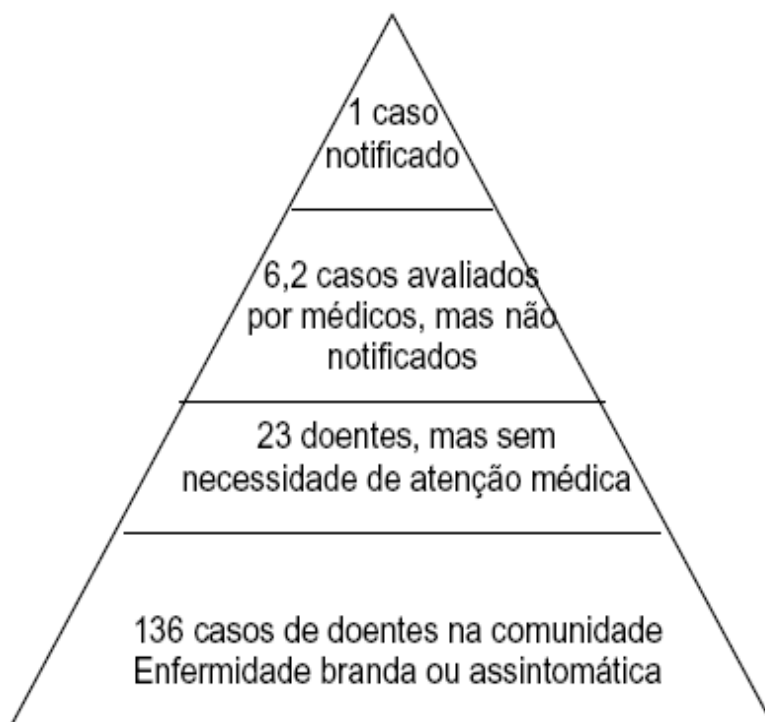 1 caso
notificado
6,2 casos avaliados
por médicos, mas não
notificados
23 doentes, mas sem
necessidade de atenção médica
136 casos de doentes na comunidade
Enfermidade branda ou assintomática